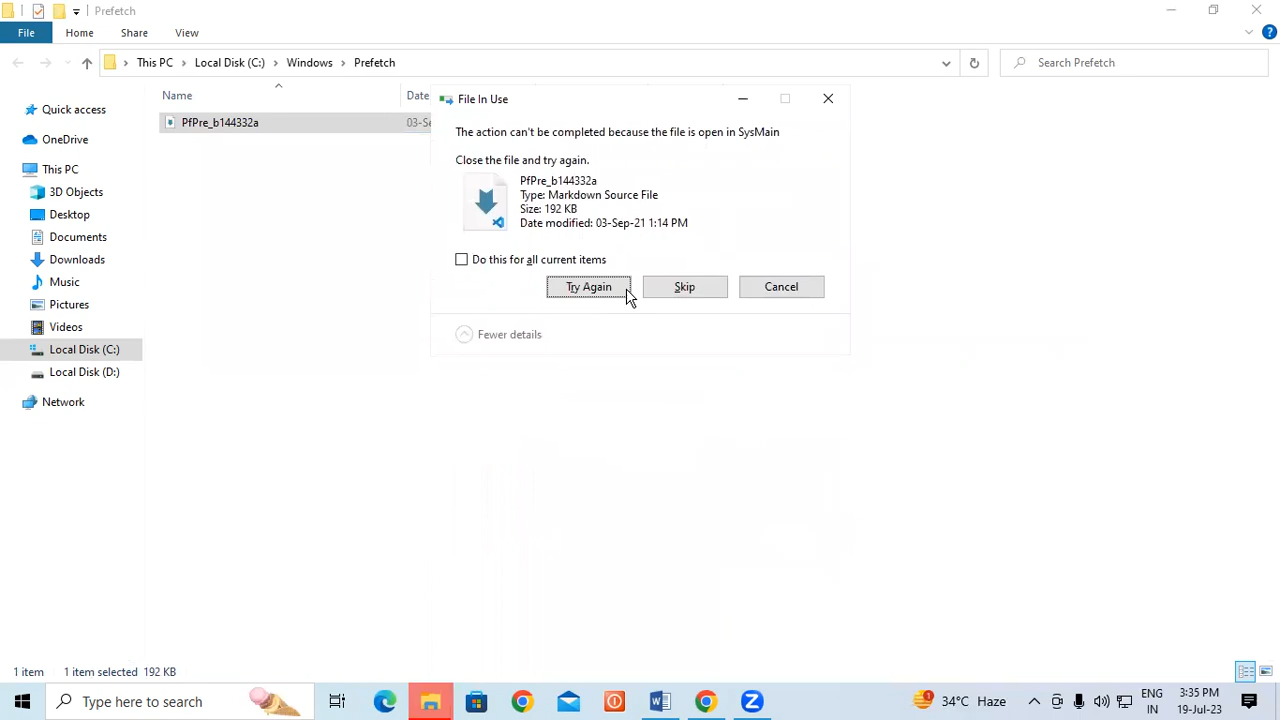 Prefetch
File Home Share View
This PC Local Disk (C:) Windows Prefetch
Search Prefetch
Name
Date
PfPre_b144332a
03-Se
Quick access
OneDrive
This PC
3D Objects
Desktop
Documents
Downloads
Music
Pictures
Videos
Local Disk (C:)
Local Disk (D:)
Network
File In Use
The action can't be completed because the file is open in SysMain
Close the file and try again.
PfPre_b144332a
Type: Markdown Source File
Size: 192 KB
Date modified: 03-Sep-21 1:14 PM
Do this for all current items
Try Again Skip Cancel
Fewer details
1 item 1 item selected 192 KB
Type here to search
1
34°C Haze
ENG
IN
3:35 PM
19-Jul-23